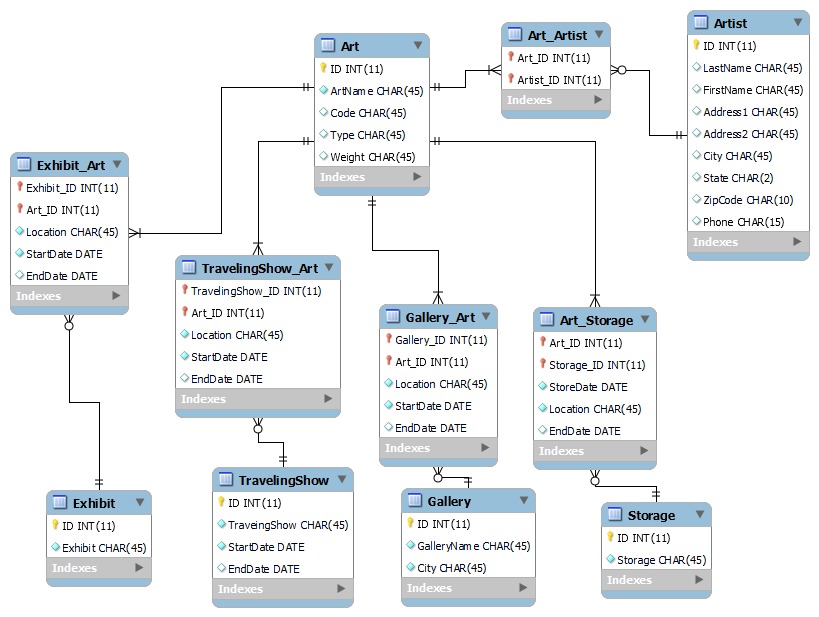 Art
ID INT(11)
ArtName CHAR(45)
Code CHAR(45)
Type CHAR(45)
Weight CHAR(45)
Indexes
Art_Artist
Art_ID INT(11)
Artist_ID INT(11)
Indexes
Artist
ID INT(11)
LastName CHAR(45)
FirstName CHAR(45)
Address1 CHAR(45)
Address2 CHAR(45)
City CHAR(45)
State CHAR(2)
ZipCode CHAR(10)
Phone CHAR(15)
Indexes
Exhibit_Art
Exhibit_ID INT(11)
Art_ID INT(11)
Location CHAR(45)
StartDate DATE
EndDate DATE
Indexes
TravelingShow_Art
TravelingShow_ID INT(11)
Art_ID INT(11)
Location CHAR(45)
StartDate DATE
EndDate DATE
Indexes
Gallery_Art
Gallery_ID INT(11)
Art_ID INT(11)
Location CHAR(45)
StartDate DATE
EndDate DATE
Indexes
Art_Storage
Art_ID INT(11)
Storage_ID INT(11)
StoreDate DATE
Location CHAR(45)
EndDate DATE
Indexes
Exhibit
ID INT(11)
Exhibit CHAR(45)
Indexes
TravelingShow
ID INT(11)
TraveingShow CHAR(45)
StartDate DATE
EndDate DATE
Indexes
Gallery
ID INT(11)
GalleryName CHAR(45)
City CHAR(45)
Indexes
Storage
ID INT(11)
Storage CHAR(45)
Indexes